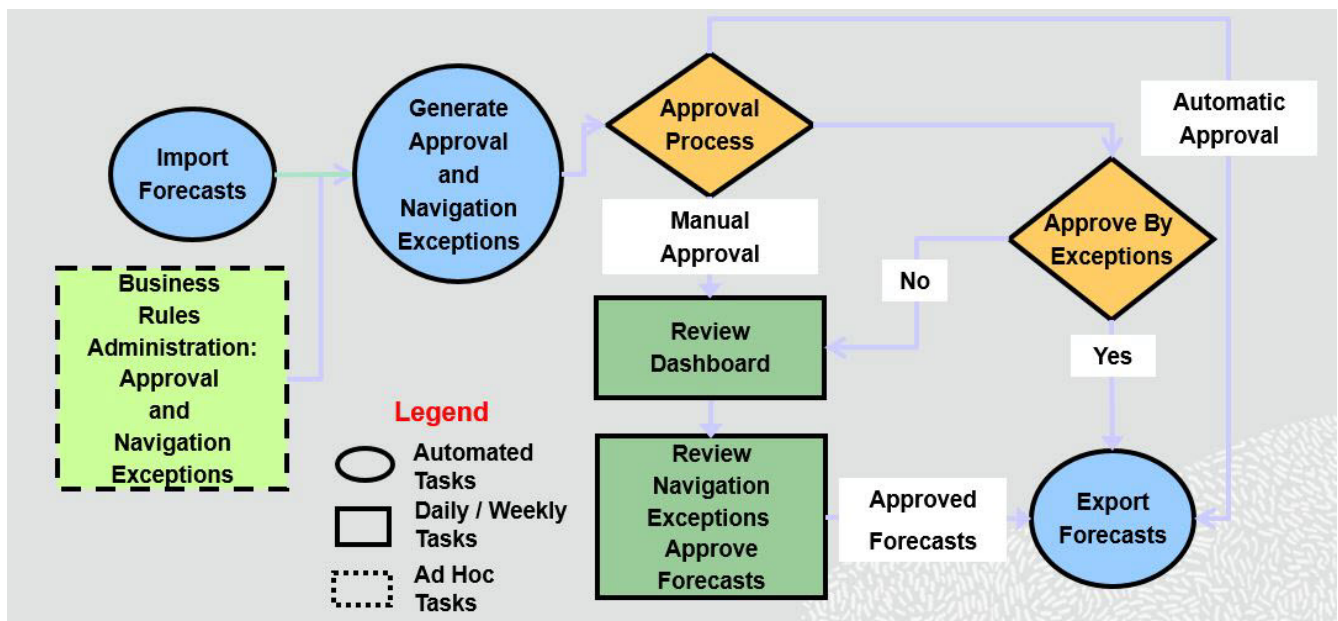 Import
Forecasts
Generate
Approval
and
Navigation
Exceptions
Approval
Process
Automatic
Approval
Manual
Approval
Approve By
Exceptions
No
Yes
Business
Rules
Administration:
Approval
and
Navigation
Exceptions
Review
Dashboard
Legend
Automated
Tasks
Daily / Weekly
Tasks
Ad Hoc
Tasks
Review
Navigation
Exceptions
Approve
Forecasts
Approved
Forecasts
Export
Forecasts